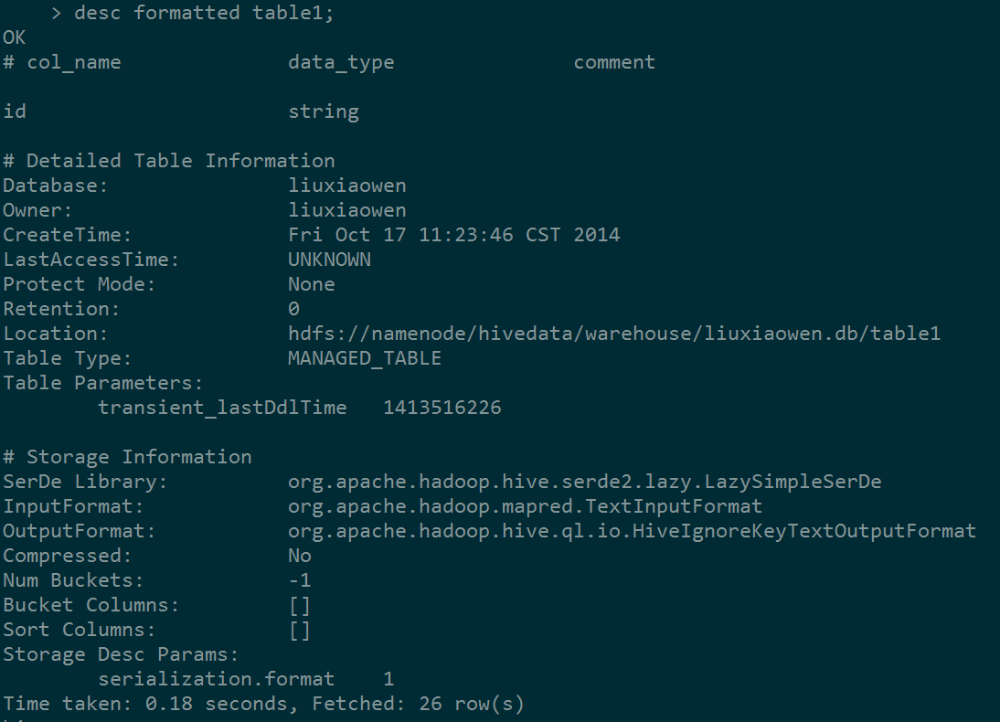 > desc formatted table1;
OK
# col_name data_type comment
id string
# Detailed Table Information
Database: liuxiaowen
Owner: liuxiaowen
CreateTime: Fri Oct 17 11:23:46 CST 2014
LastAccessTime: UNKNOWN
Protect Mode: None
Retention: 0
Location: hdfs://namenode/hivedata/warehouse/liuxiaowen.db/table1
Table Type: MANAGED_TABLE
Table Parameters:
transient_lastDdlTime 1413516226
# Storage Information
SerDe Library: org.apache.hadoop.hive.serde2.lazy.LazySimpleSerDe
InputFormat: org.apache.hadoop.mapred.TextInputFormat
OutputFormat: org.apache.hadoop.hive.ql.io.HiveIgnoreKeyTextOutputFormat
Compressed: No
Num Buckets: -1
Bucket Columns: []
Sort Columns: []
Storage Desc Params:
serialization.format 1
Time taken: 0.18 seconds, Fetched: 26 row(s)